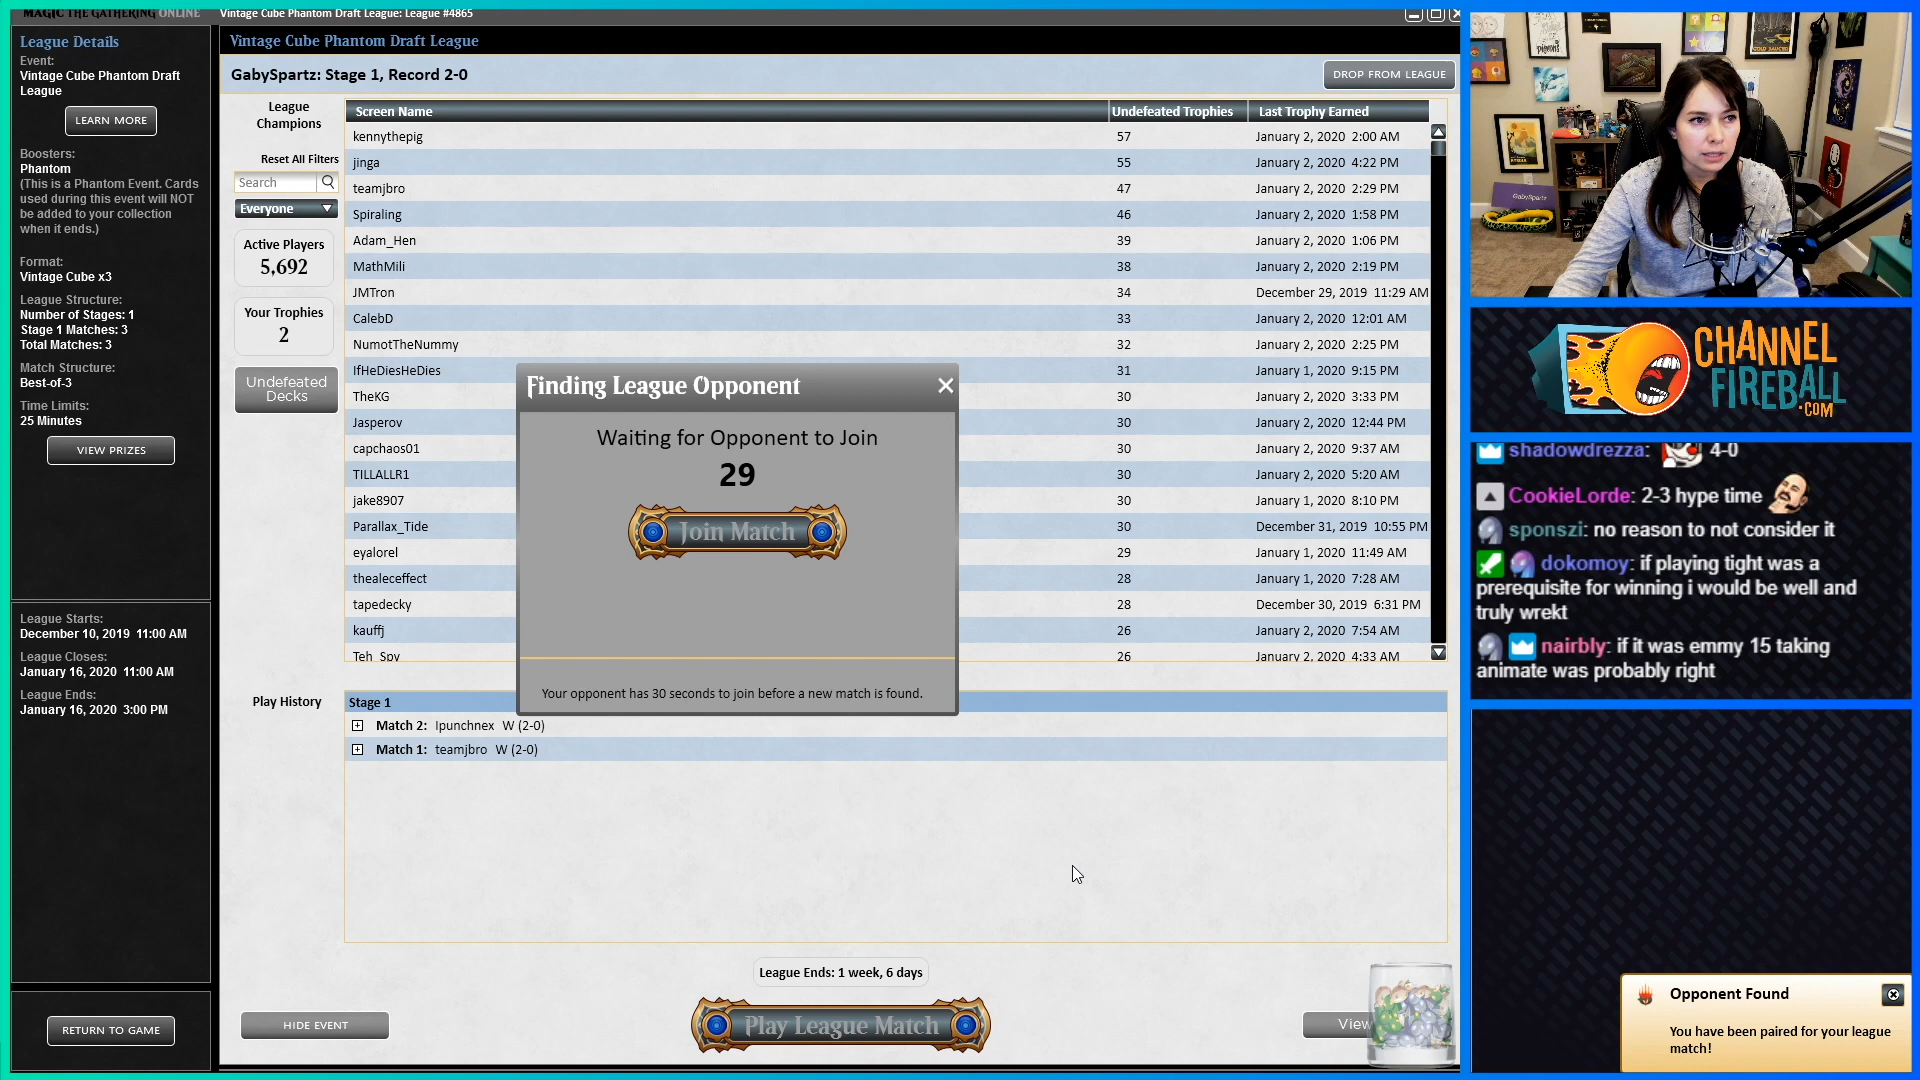 MAGIC THE GATHERING ONLINE
Vintage Cube Phantom Draft League: League #4865
League Details
Event:
Vintage Cube Phantom Draft
League
LEARN MORE
Boosters:
Phantom
(This is a Phantom Event. Cards
used during this event will NOT
be added to your collection
when it ends.)
Format:
Vintage Cube x3
League Structure:
Number of Stages: 1
Stage 1 Matches: 3
Total Matches: 3
Match Structure:
Best-of-3
Time Limits:
25 Minutes
VIEW PRIZES
League Starts:
December 10, 2019 11:00 AM
League Closes:
January 16, 2020 11:00 AM
League Ends:
January 16, 2020 3:00 PM
RETURN TO GAME
Vintage Cube Phantom Draft League
GabySpartz: Stage 1, Record 2-0
DROP FROM LEAGUE
League
Champions
Reset All Filters
Search
Everyone
Active Players
5,692
Your Trophies
2
Undefeated
Decks
Screen Name Undefeated Trophies Last Trophy Earned
kennythepig 57 January 2, 2020 2:00 AM
jinga 55 January 2, 2020 4:22 PM
teamjbro 47 January 2, 2020 2:29 PM
Spiraling 46 January 2, 2020 1:58 PM
Adam_Hen 39 January 2, 2020 1:06 PM
MathMili 38 January 2, 2020 2:19 PM
JMTron 34 December 29, 2019 11:29 AM
CalebD 33 January 2, 2020 12:01 AM
NumotTheNummy 32 January 2, 2020 2:25 PM
IfHeDiesHeDies 31 January 1, 2020 9:15 PM
TheKG 30 January 2, 2020 3:33 PM
Jasperov 30 January 2, 2020 12:44 PM
capchaos01 30 January 2, 2020 9:37 AM
TILLALLR1 30 January 2, 2020 5:20 AM
jake8907 30 January 1, 2020 8:10 PM
Parallax_Tide 30 December 31, 2019 10:55 PM
eyalorel 29 January 1, 2020 11:49 AM
thealeceffect 28 January 1, 2020 7:28 AM
tapedecky 28 December 30, 2019 6:31 PM
kauffj 26 January 2, 2020 7:54 AM
Teh_Spy 26 January 2, 2020 4:33 AM
Finding League Opponent
Waiting for Opponent to Join
29
Join Match
Your opponent has 30 seconds to join before a new match is found.
Play History
Stage 1
Match 2: Ipunchnex W (2-0)
Match 1: teamjbro W (2-0)
League Ends: 1 week, 6 days
HIDE EVENT
Play League Match
View
GabySpartz
CHANNEL
FIREBALL
.COM
shadowdrezza: 4-0
CookieLorde: 2-3 hype time
sponszi: no reason to not consider it
dokomoy: if playing tight was a
prerequisite for winning i would be well and
truly wrekt
nairbly: if it was emmy 15 taking
animate was probably right
Opponent Found
You have been paired for your league
match!